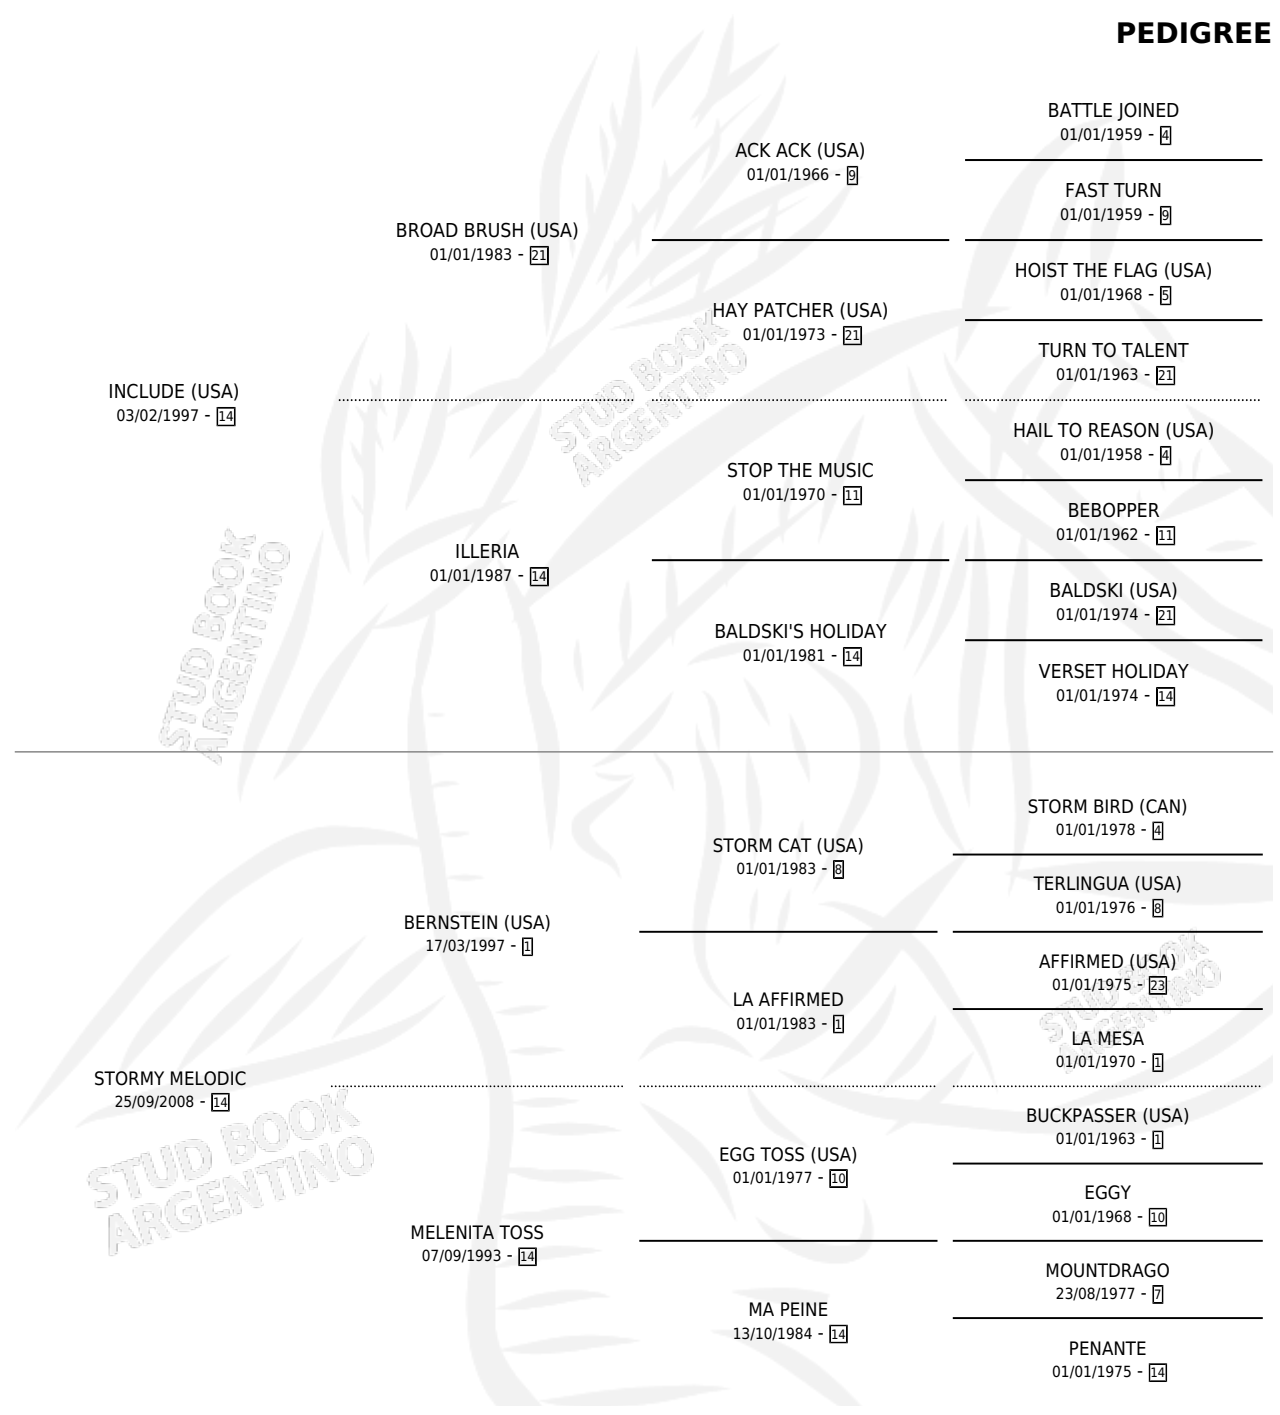 PEDIGREE
BATTLE JOINED
01/01/1959 - 4
ACK ACK (USA)
01/01/1966 - 9
FAST TURN
01/01/1959 - 9
BROAD BRUSH (USA)
01/01/1983 - 21
HOIST THE FLAG (USA)
01/01/1968 - 5
HAY PATCHER (USA)
01/01/1973 - 21
TURN TO TALENT
01/01/1963 - 21
INCLUDE (USA)
03/02/1997 - 14
HAIL TO REASON (USA)
01/01/1958 - 4
STOP THE MUSIC
01/01/1970 - 11
BEBOPPER
01/01/1962 - 11
ILLERIA
01/01/1987 - 14
BALDSKI (USA)
01/01/1974 - 21
BALDSKI'S HOLIDAY
01/01/1981 - 14
VERSET HOLIDAY
01/01/1974 - 14
STORM BIRD (CAN)
01/01/1978 - 4
STORM CAT (USA)
01/01/1983 - 8
TERLINGUA (USA)
01/01/1976 - 8
BERNSTEIN (USA)
17/03/1997 - 1
AFFIRMED (USA)
01/01/1975 - 23
LA AFFIRMED
01/01/1983 - 1
LA MESA
01/01/1970 - 1
STORMY MELODIC
25/09/2008 - 14
BUCKPASSER (USA)
01/01/1963 - 1
EGG TOSS (USA)
01/01/1977 - 10
EGGY
01/01/1968 - 10
MELENITA TOSS
07/09/1993 - 14
MOUNTDRAGO
23/08/1977 - 7
MA PEINE
13/10/1984 - 14
PENANTE
01/01/1975 - 14
STUD BOOK
ARGENTINO
STUD BOOK
ARGENTINO
STUD BOOK
ARGENTINO
STUD BOOK
ARGENTINO